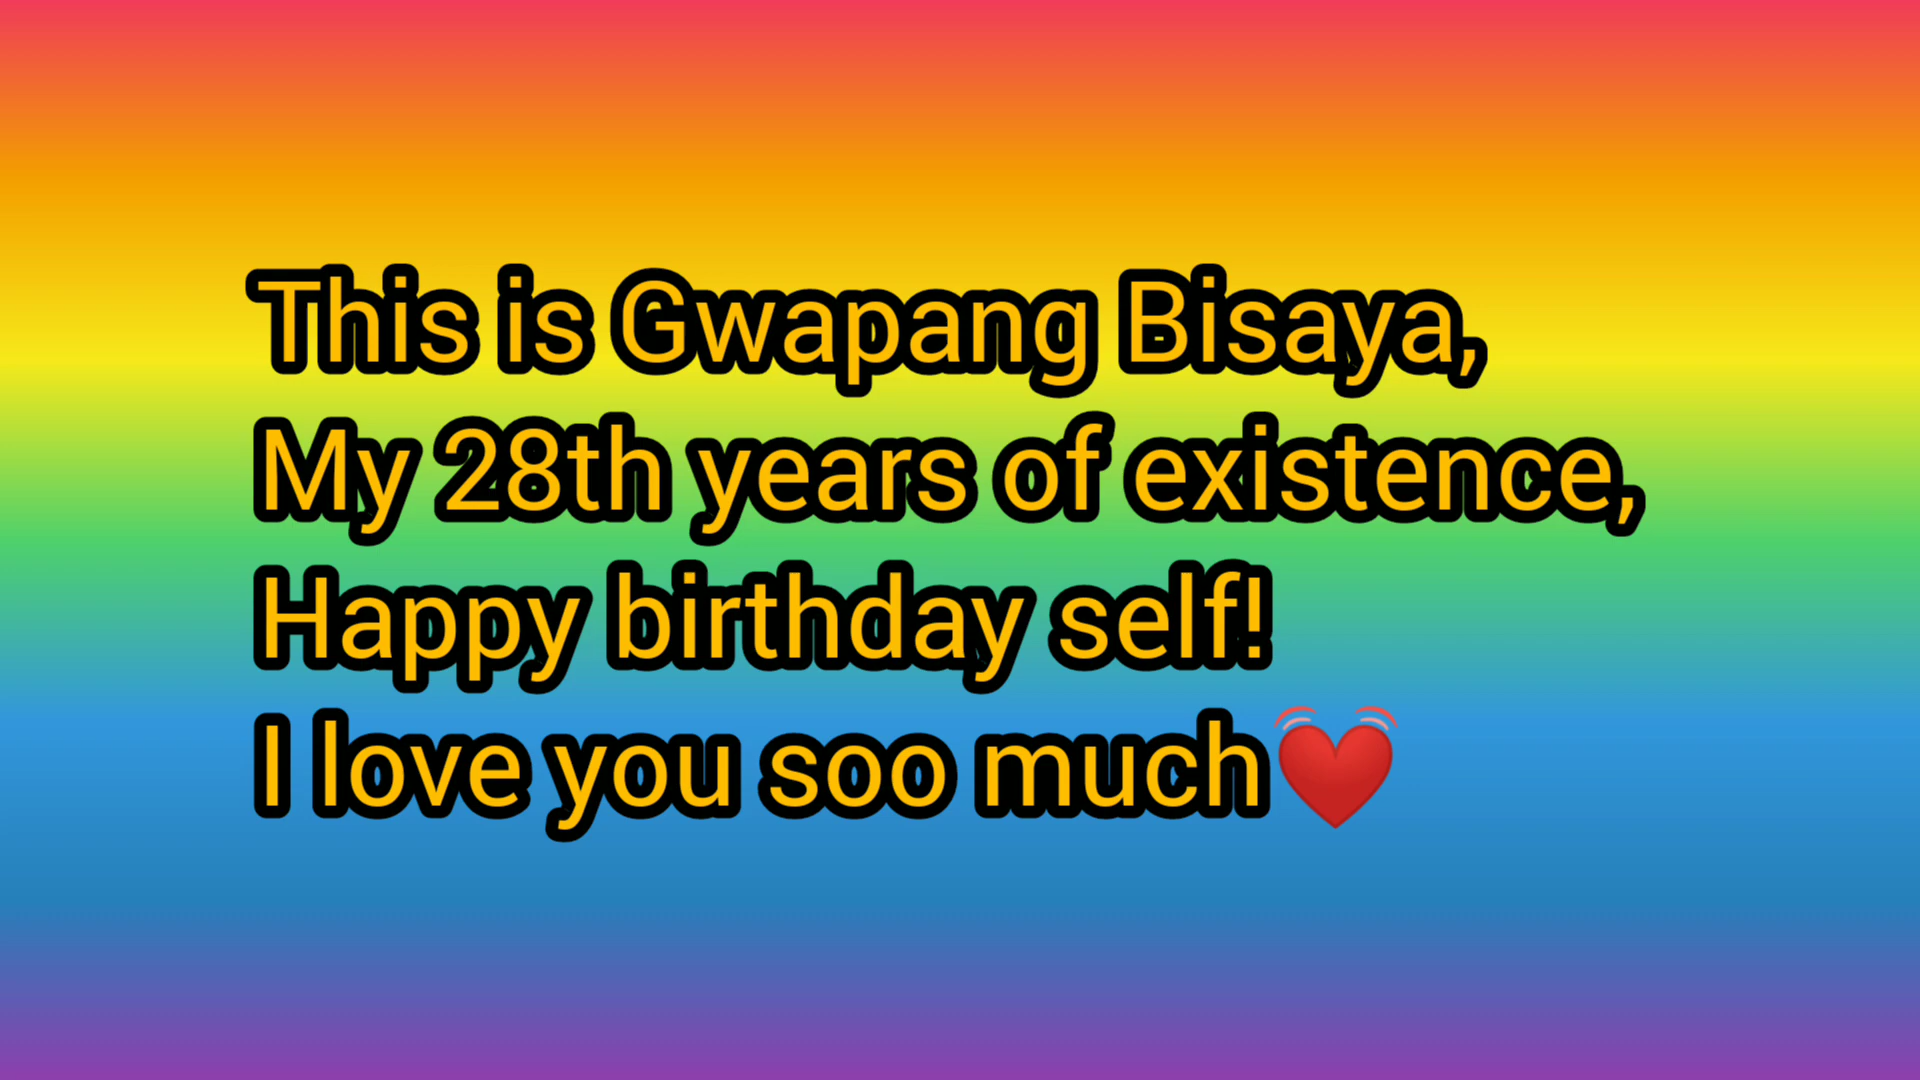 This is Gwapang Bisaya,
My 28th years of existence,
Happy birthday self!
I love you soo much💓